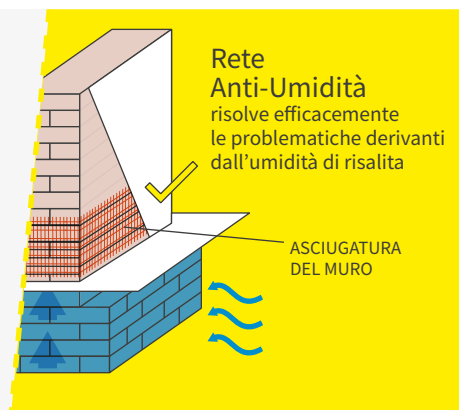 Rete
Anti-Umidità
risolve efficacemente
le problematiche derivanti
dall'umidità di risalita
ASCIUGATURA
DEL MURO